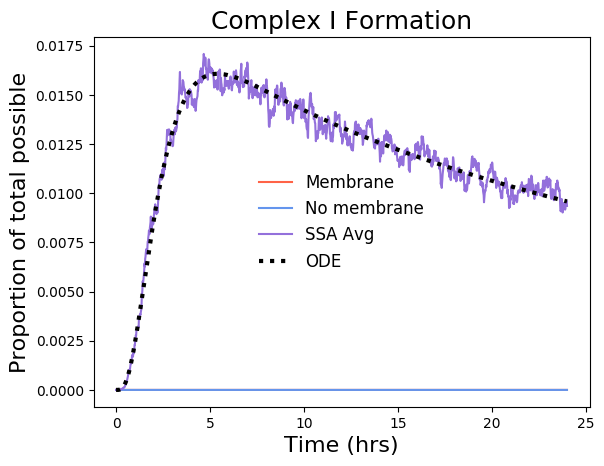 Complex I Formation
Proportion of total possible
0.0175
0.0150
0.0125
0.0100
0.0075
0.0050
0.0025
0.0000
Membrane
No membrane
SSA Avg
ODE
0 5 10 15 20 25
Time (hrs)